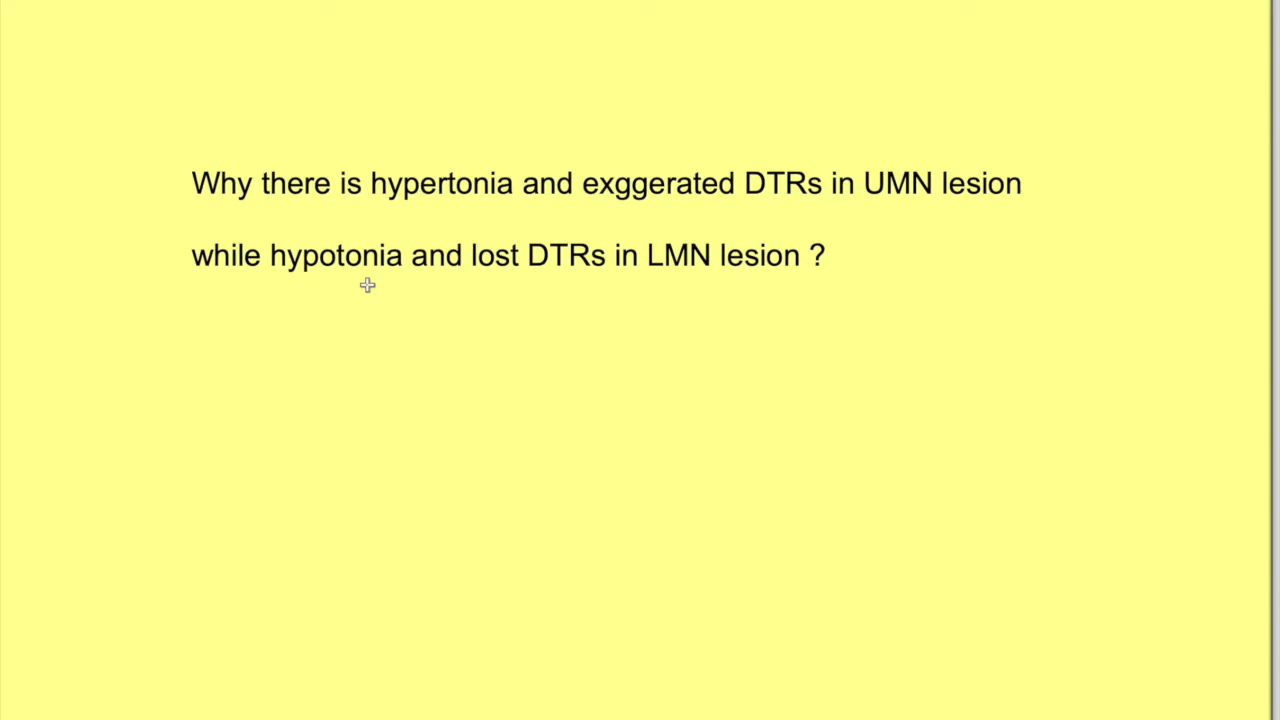 Why there is hypertonia and exggerated DTRs in UMN lesion
while hypotonia and lost DTRs in LMN lesion ?